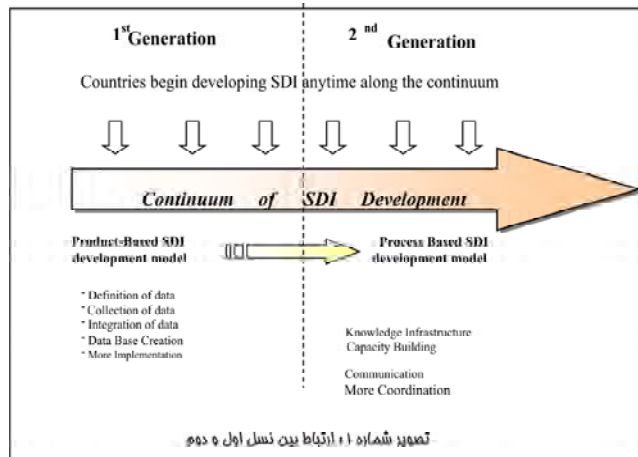 1st Generation
2 nd Generation
Countries begin developing SDI anytime along the continuum
Continuum of SDI Development
Product-Based SDI
development model
Process Based SDI
development model
* Definition of data
* Collection of data
* Integration of data
* Data Base Creation
* More Implementation
Knowledge Infrastructure
Capacity Building
Communication
More Coordination
تصویر شماره ۱: ارتباط بین نسل اول و دوم